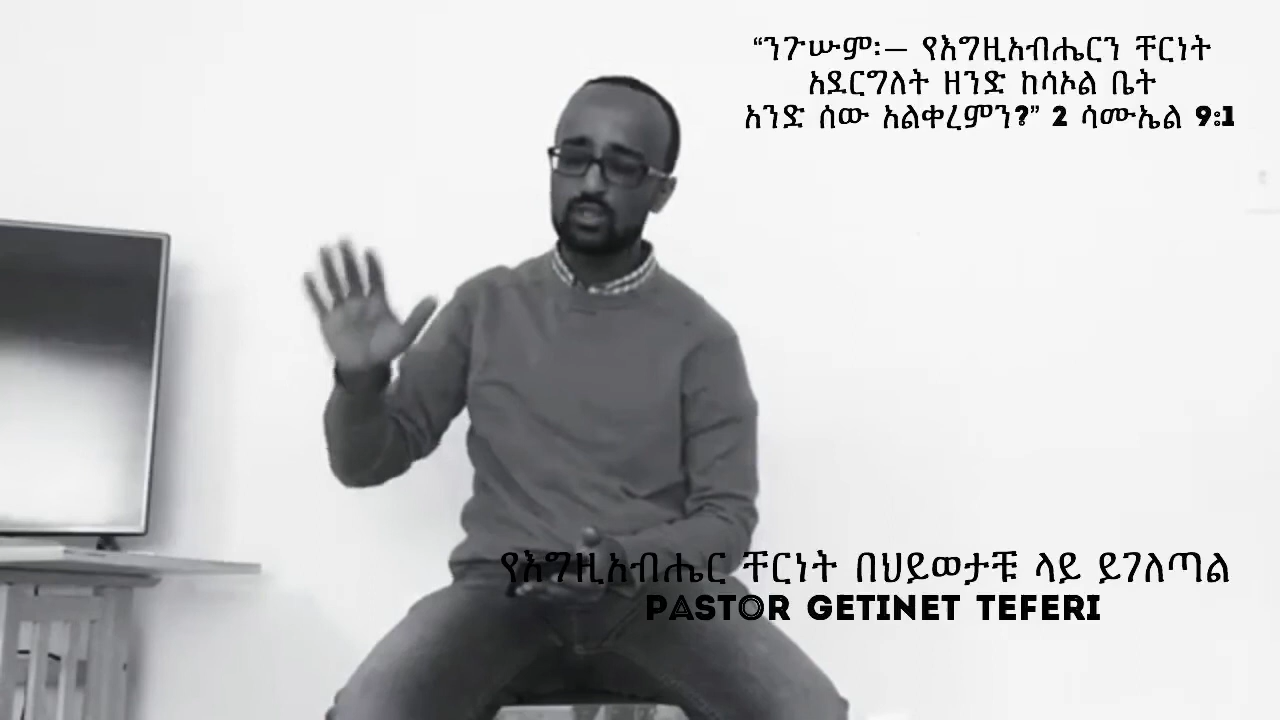 “ንጉሡም፡— የእግዚአብሔርን ቸርነት
አደርግለት ዘንድ ከሳኦል ቤት
አንድ ሰው አልቀረምን?” 2 ሳሙኤል 9፡1
የእግዚአብሔር ቸርነት በህይወታቹ ላይ ይገለጣል
PASTOR GETINET TEFERI